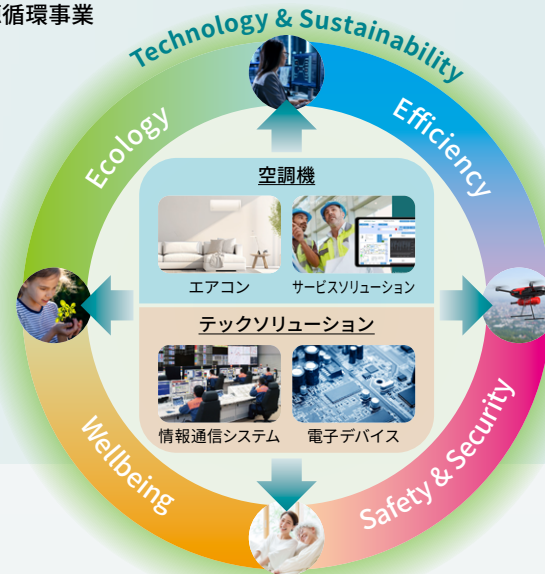 循環事業
Technology & Sustainability
Ecology
Efficiency
空調機
エアコン
サービスソリューション
テックソリューション
情報通信システム
電子デバイス
Wellbeing
Safety & Security